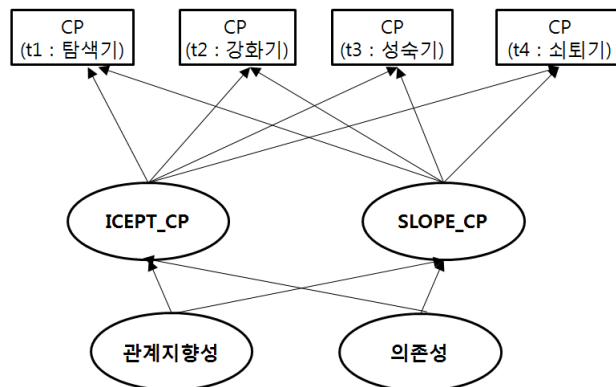 CP
(t1 : 탐색기)
CP
(t2 : 강화기)
CP
(t3 : 성숙기)
CP
(t4 : 쇠퇴기)
ICEPT_CP
SLOPE_CP
관계지향성
의존성